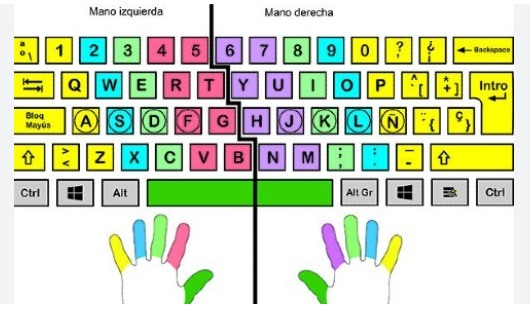 Mano izquierda Mano derecha
ª º \ 1 2 3 4 5 6 7 8 9 0 ? ' ¿ ¡ Backspace
Q W E R T Y U I O P ^ ` [ * + ] Intro
Bloq Mayús A S D F G H J K L Ñ ¨ ´ { Ç }
> < Z X C V B N M ; , : . _ -
Ctrl Alt Alt Gr Ctrl